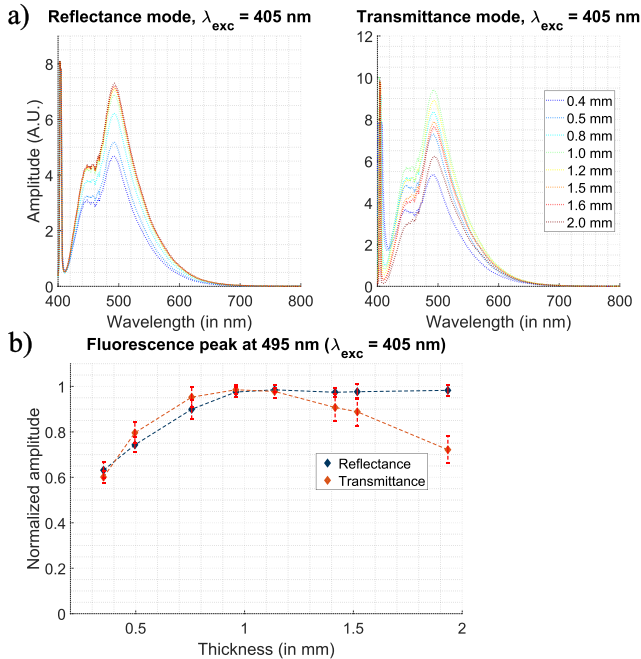 a)
Reflectance mode, λexc = 405 nm
Transmittance mode, λexc = 405 nm
8
6
4
2
0
Amplitude (A.U.)
400 500 600 700 800
Wavelength (in nm)
12
10
8
6
4
2
0
400 500 600 700 800
Wavelength (in nm)
0.4 mm
0.5 mm
0.8 mm
1.0 mm
1.2 mm
1.5 mm
1.6 mm
2.0 mm
b)
Fluorescence peak at 495 nm (λexc = 405 nm)
1
0.8
0.6
0.4
0.2
0
Normalized amplitude
Reflectance
Transmittance
0.5 1 1.5 2
Thickness (in mm)